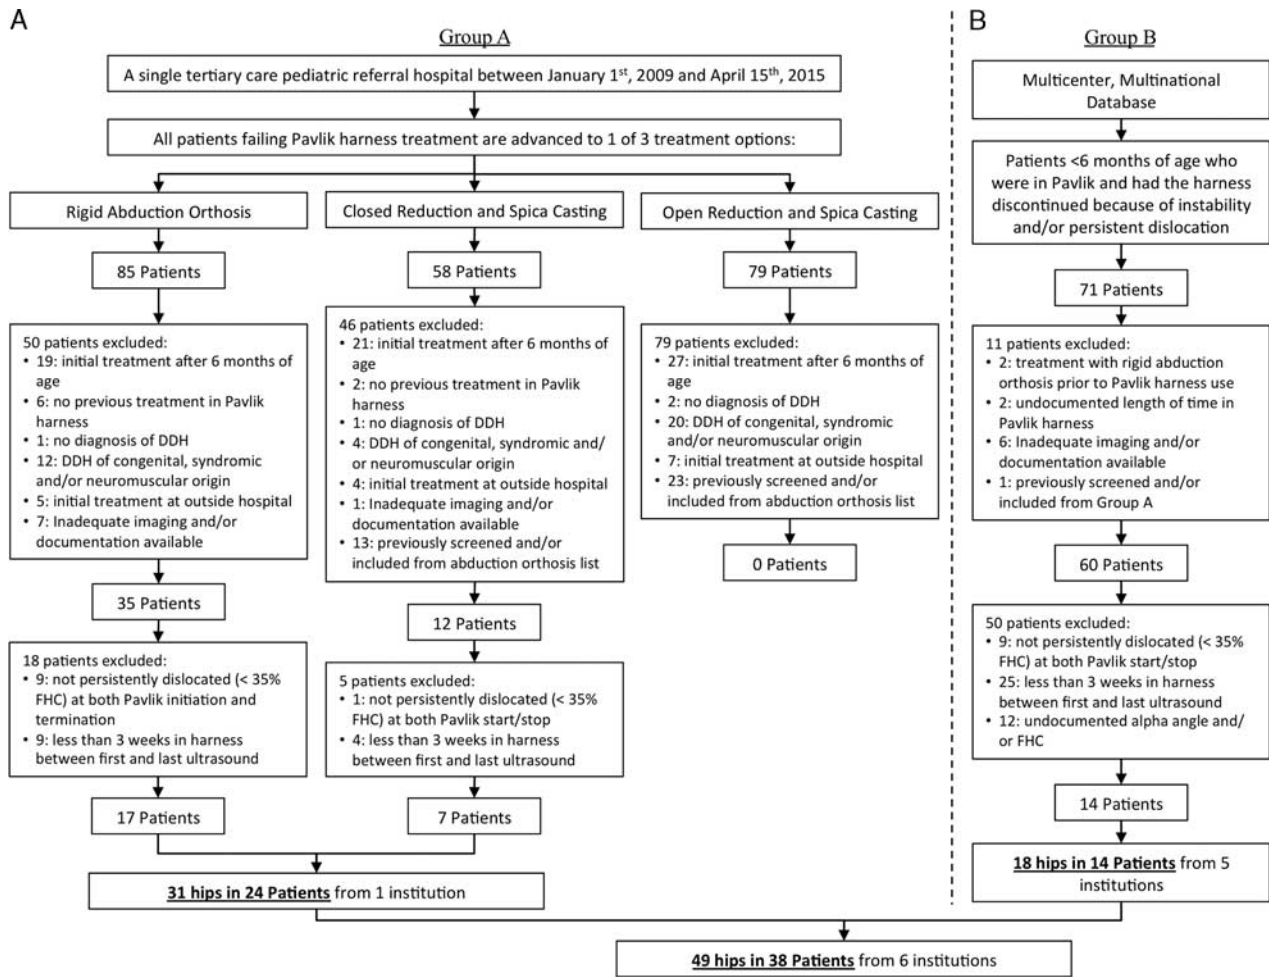 A
Group A
A single tertiary care pediatric referral hospital between January 1st, 2009 and April 15th, 2015
All patients failing Pavlik harness treatment are advanced to 1 of 3 treatment options:
Rigid Abduction Orthosis
85 Patients
50 patients excluded:
• 19: initial treatment after 6 months of
age
• 6: no previous treatment in Pavlik
harness
• 1: no diagnosis of DDH
• 12: DDH of congenital, syndromic
and/or neuromuscular origin
• 5: initial treatment at outside hospital
• 7: Inadequate imaging and/or
documentation available
35 Patients
18 patients excluded:
• 9: not persistently dislocated (< 35%
FHC) at both Pavlik initiation and
termination
• 9: less than 3 weeks in harness
between first and last ultrasound
17 Patients
Closed Reduction and Spica Casting
58 Patients
46 patients excluded:
• 21: initial treatment after 6 months of
age
• 2: no previous treatment in Pavlik
harness
• 1: no diagnosis of DDH
• 4: DDH of congenital, syndromic and/
or neuromuscular origin
• 4: initial treatment at outside hospital
• 1: Inadequate imaging and/or
documentation available
• 13: previously screened and/or
included from abduction orthosis list
12 Patients
5 patients excluded:
• 1: not persistently dislocated (< 35%
FHC) at both Pavlik start/stop
• 4: less than 3 weeks in harness
between first and last ultrasound
7 Patients
Open Reduction and Spica Casting
79 Patients
79 patients excluded:
• 27: initial treatment after 6 months of
age
• 2: no diagnosis of DDH
• 20: DDH of congenital, syndromic
and/or neuromuscular origin
• 7: initial treatment at outside hospital
• 23: previously screened and/or
included from abduction orthosis list
0 Patients
31 hips in 24 Patients from 1 institution
B
Group B
Multicenter, Multinational
Database
Patients <6 months of age who
were in Pavlik and had the harness
discontinued because of instability
and/or persistent dislocation
71 Patients
11 patients excluded:
• 2: treatment with rigid abduction
orthosis prior to Pavlik harness use
• 2: undocumented length of time in
Pavlik harness
• 6: Inadequate imaging and/or
documentation available
• 1: previously screened and/or
included from Group A
60 Patients
50 patients excluded:
• 9: not persistently dislocated (< 35%
FHC) at both Pavlik start/stop
• 25: less than 3 weeks in harness
between first and last ultrasound
• 12: undocumented alpha angle and/
or FHC
14 Patients
18 hips in 14 Patients from 5
institutions
49 hips in 38 Patients from 6 institutions